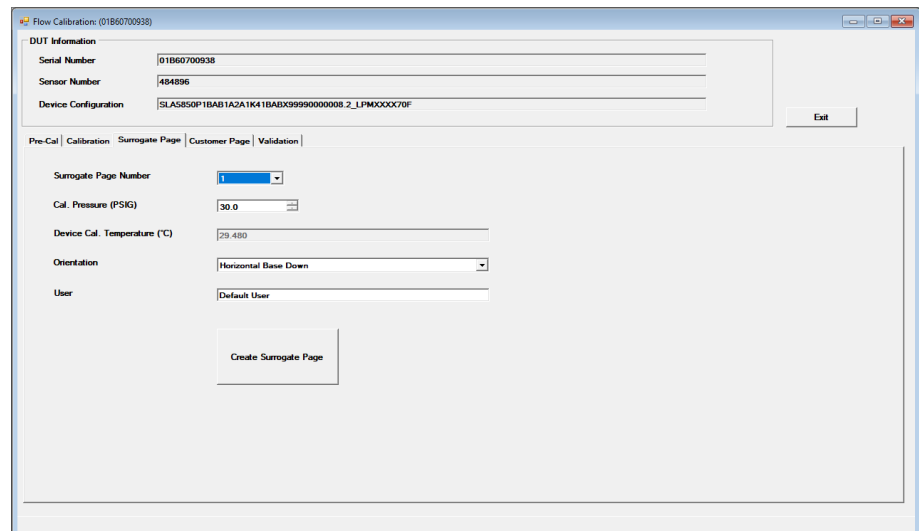 Flow Calibration: (01B60700938)
DUT Information
Serial Number 01B60700938
Sensor Number 484896
Device Configuration SLA5850P1BAB1A2A1K41BABX99990000008.2_LPMXXXX70F
Exit
Pre-Cal Calibration Surrogate Page Customer Page Validation
Surrogate Page Number 1
Cal. Pressure (PSIG) 30.0
Device Cal. Temperature (°C) 29.480
Orientation Horizontal Base Down
User Default User
Create Surrogate Page